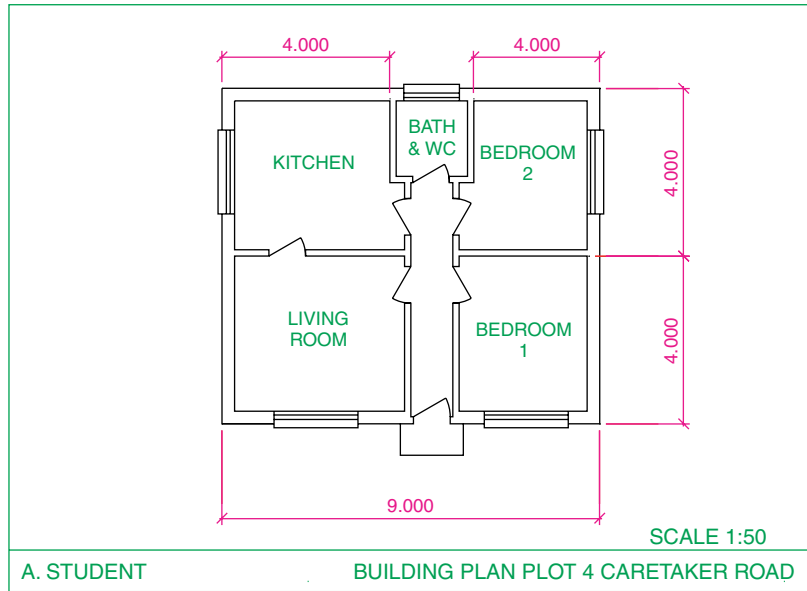 4.000
4.000
KITCHEN
BATH
& WC
BEDROOM
2
4.000
LIVING
ROOM
BEDROOM
1
4.000
9.000
SCALE 1:50
A. STUDENT
BUILDING PLAN PLOT 4 CARETAKER ROAD